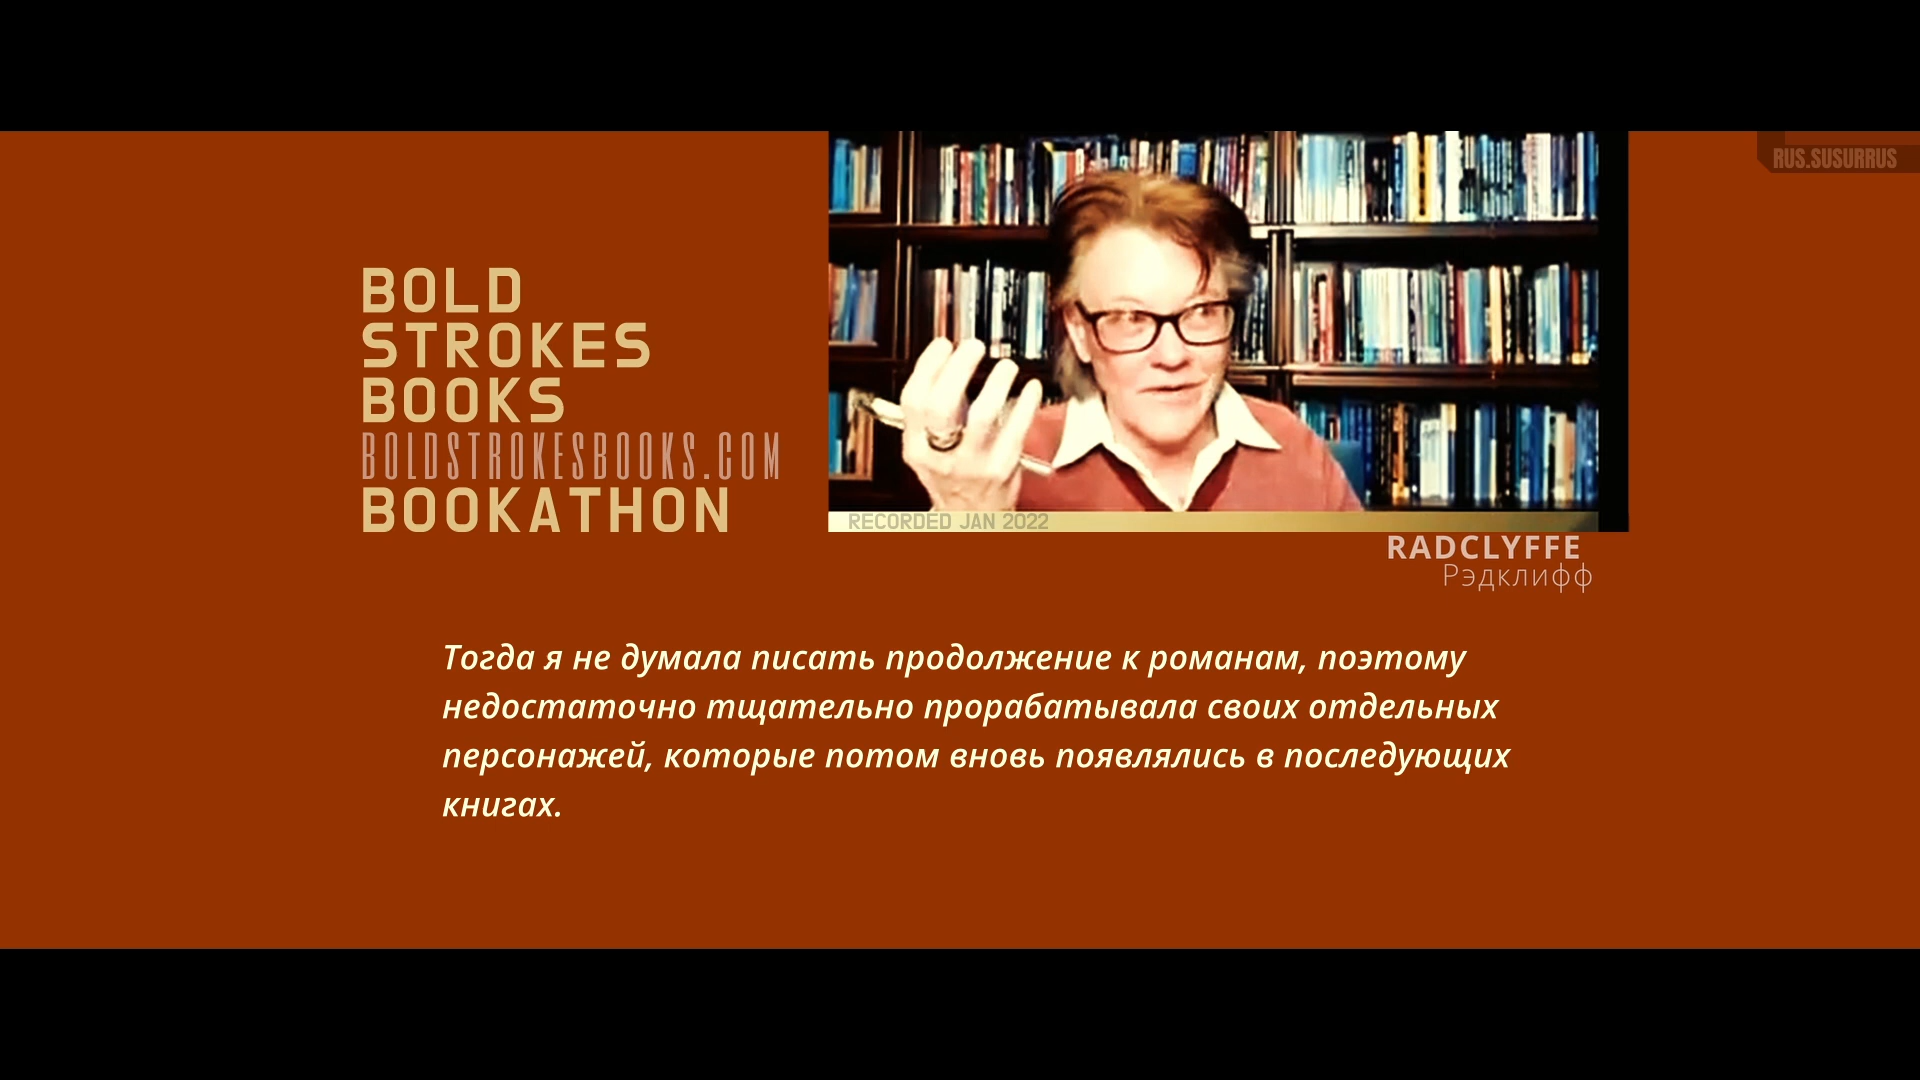 RUS.SUSURRUS
BOLD
STROKES
BOOKS
BOLDSTROKESBOOKS.COM
BOOKATHON
RECORDED JAN 2022
RADCLYFFE
Рэдклифф
Тогда я не думала писать продолжение к романам, поэтому
недостаточно тщательно прорабатывала своих отдельных
персонажей, которые потом вновь появлялись в последующих
книгах.